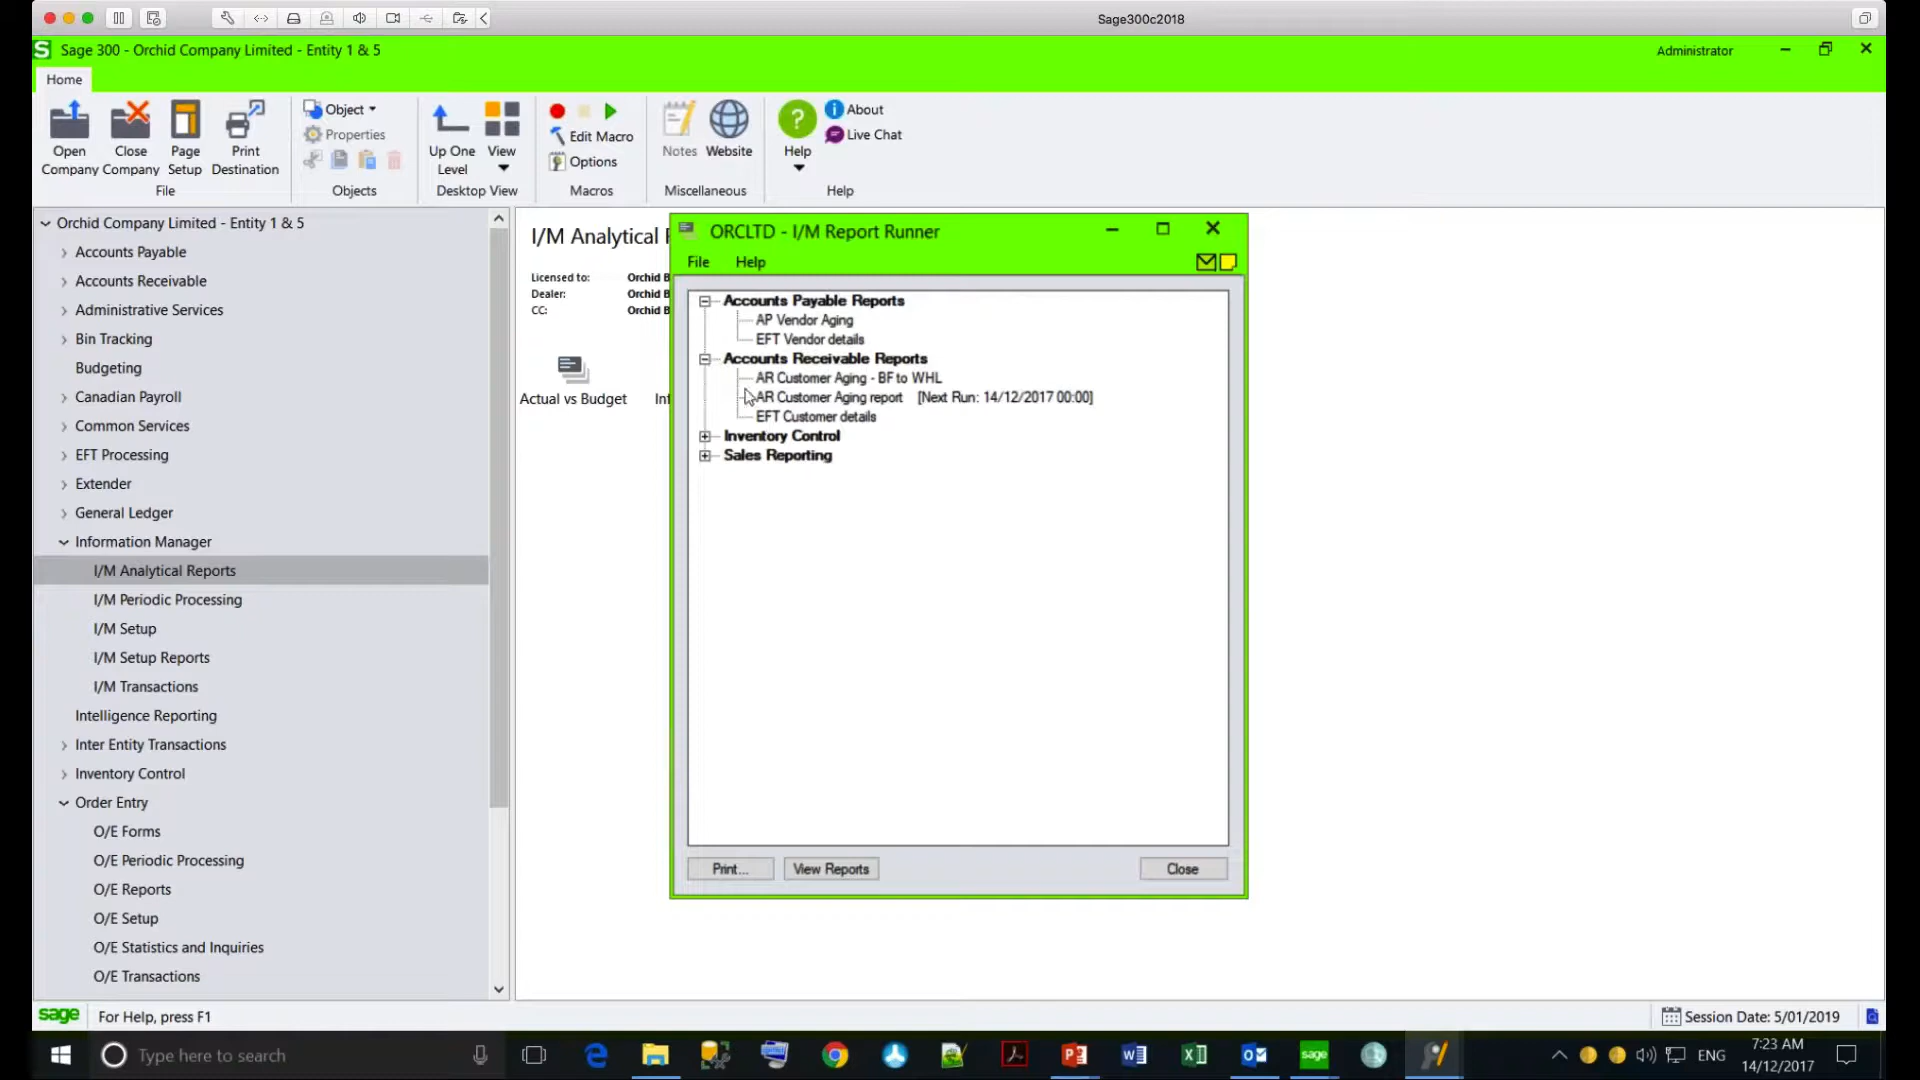 Sage300c2018
Sage 300 - Orchid Company Limited - Entity 1 & 5
Administrator
Home
Open Company
Close Company
Page Setup
Print Destination
File
Object
Properties
Objects
Up One Level
View
Desktop View
Edit Macro
Options
Macros
Notes
Website
Miscellaneous
Help
About
Live Chat
Help
Orchid Company Limited - Entity 1 & 5
Accounts Payable
Accounts Receivable
Administrative Services
Bin Tracking
Budgeting
Canadian Payroll
Common Services
EFT Processing
Extender
General Ledger
Information Manager
I/M Analytical Reports
I/M Periodic Processing
I/M Setup
I/M Setup Reports
I/M Transactions
Intelligence Reporting
Inter Entity Transactions
Inventory Control
Order Entry
O/E Forms
O/E Periodic Processing
O/E Reports
O/E Setup
O/E Statistics and Inquiries
O/E Transactions
I/M Analytical
Licensed to: Orchid B
Dealer: Orchid B
CC: Orchid B
Actual vs Budget
ORCLTD - I/M Report Runner
File Help
Accounts Payable Reports
AP Vendor Aging
EFT Vendor details
Accounts Receivable Reports
AR Customer Aging - BF to WHL
AR Customer Aging report [Next Run: 14/12/2017 00:00]
EFT Customer details
Inventory Control
Sales Reporting
Print...
View Reports
Close
sage
For Help, press F1
Session Date: 5/01/2019
Type here to search
sage
ENG
7:23 AM
14/12/2017